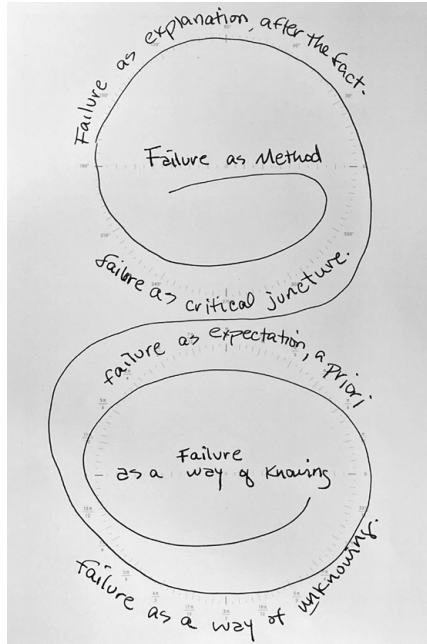 Failure as explanation, after the fact.
Failure as Method
failure as critical juncture.
failure as expectation, a priori
Failure
as a way of knowing
failure as a way of unknowing.